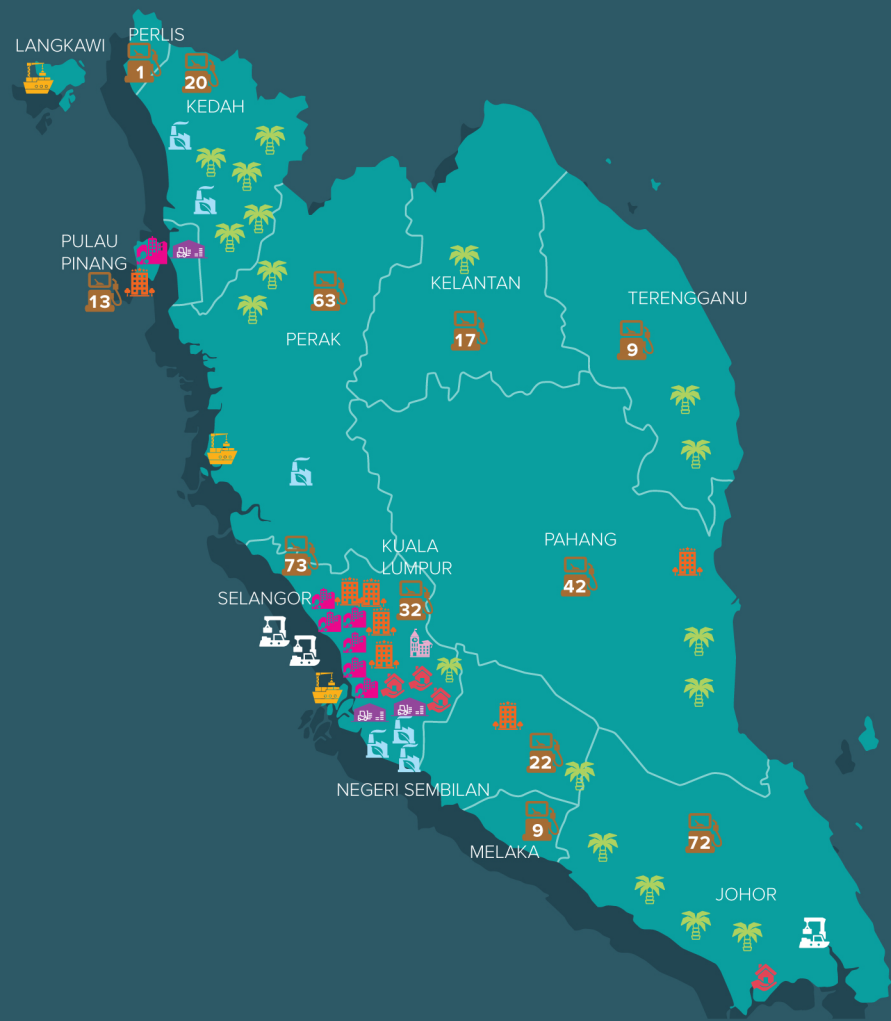 PERLIS
LANGKAWI
1
20
KEDAH
PULAU
PINANG
13
63
KELANTAN
TERENGGANU
17
9
PERAK
KUALA
LUMPUR
PAHANG
73
42
SELANGOR
32
22
NEGERI SEMBILAN
9
72
MELAKA
JOHOR